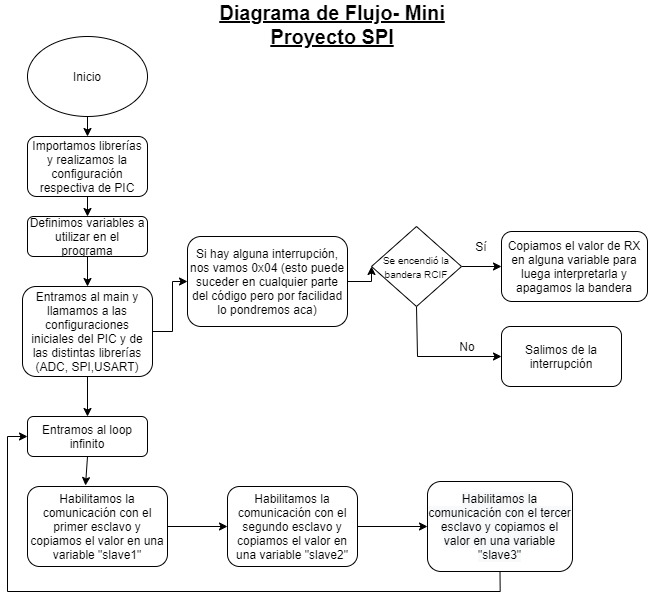 Diagrama de Flujo- Mini
Proyecto SPI
Inicio
Importamos librerías
y realizamos la
configuración
respectiva de PIC
Definimos variables a
utilizar en el
programa
Entramos al main y
llamamos a las
configuraciones
iniciales del PIC y de
las distintas librerías
(ADC, SPI,USART)
Si hay alguna interrupción,
nos vamos 0x04 (esto puede
suceder en cualquier parte
del código pero por facilidad
lo pondremos aca)
Se encendió la
bandera RCIF
Sí
Copiamos el valor de RX
en alguna variable para
luega interpretarla y
apagamos la bandera
No
Salimos de la
interrupción
Entramos al loop
infinito
Habilitamos la
comunicación con el
primer esclavo y
copiamos el valor en una
variable "slave1"
Habilitamos la
comunicación con el
segundo esclavo y
copiamos el valor en
una variable "slave2"
Habilitamos la
comunicación con el tercer
esclavo y copiamos el
valor en una variable
"slave3"